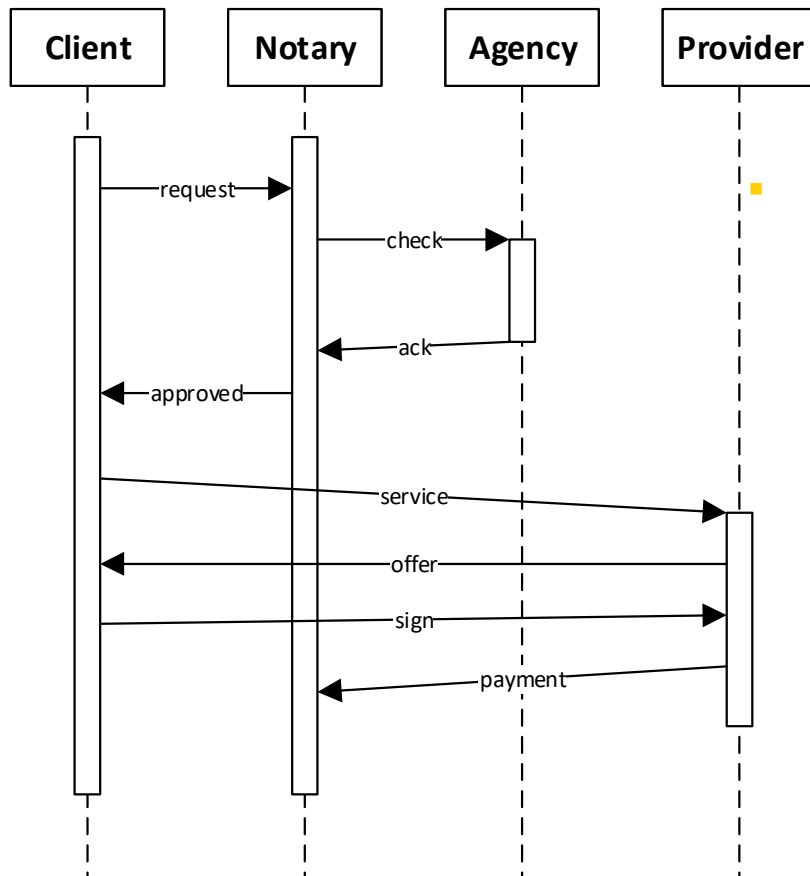 Client
Notary
Agency
Provider
request
check
ack
approved
service
offer
sign
payment